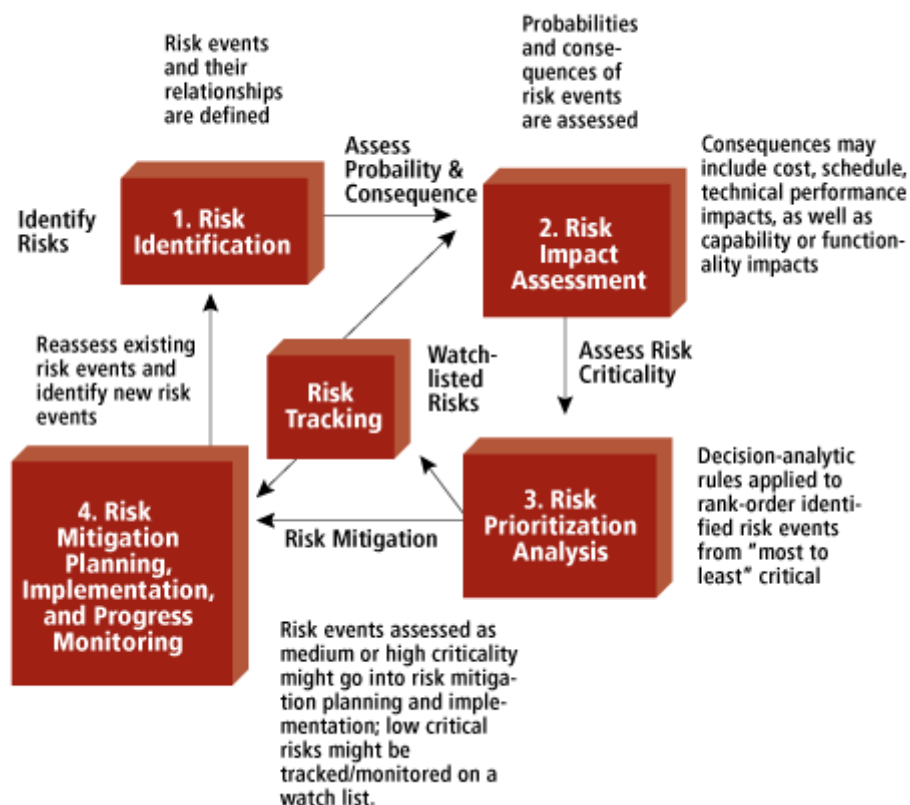 Risk events
and their
relationships
are defined
Probabilities
and conse-
quences of
risk events
are assessed
Assess
Probaility &
Consequence
Identify
Risks
1. Risk
Identification
2. Risk
Impact
Assessment
Consequences may
include cost, schedule,
technical performance
impacts, as well as
capability or function-
ality impacts
Reassess existing
risk events and
identify new risk
events
Risk
Tracking
Watch-
listed
Risks
Assess Risk
Criticality
4. Risk
Mitigation
Planning,
Implementation,
and Progress
Monitoring
Risk Mitigation
3. Risk
Prioritization
Analysis
Decision-analytic
rules applied to
rank-order identi-
fied risk events
from "most to
least" critical
Risk events assessed as
medium or high criticality
might go into risk mitiga-
tion planning and imple-
mentation; low critical
risks might be
tracked/monitored on a
watch list.